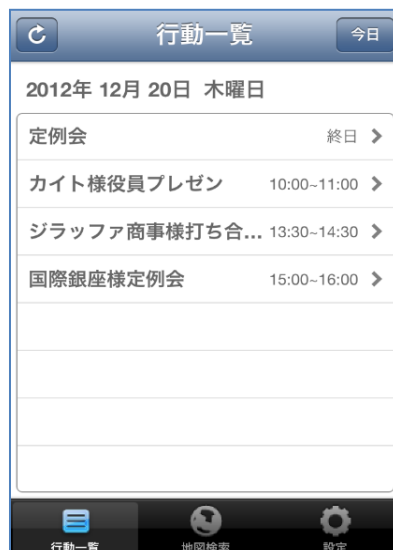 行動一覧
今日
2012年 12月 20日 木曜日
定例会 終日
カイト様役員プレゼン 10:00~11:00
ジラッファ商事様打ち合... 13:30~14:30
国際銀座様定例会 15:00~16:00
行動一覧 地図検索 設定